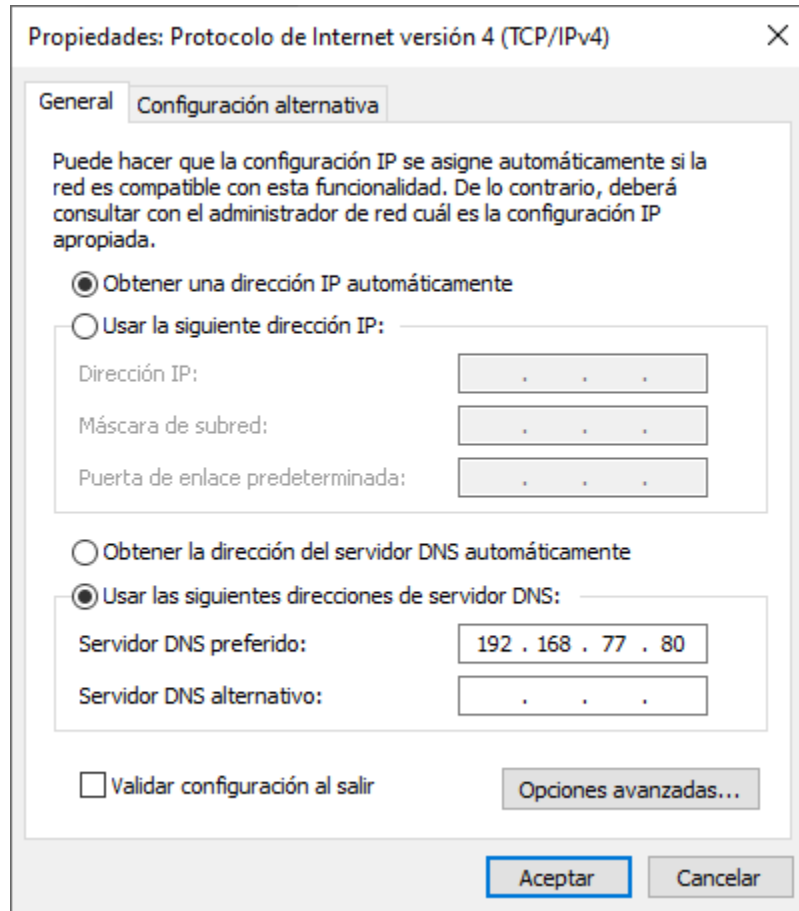 Propiedades: Protocolo de Internet versión 4 (TCP/IPv4)
General
Configuración alternativa
Puede hacer que la configuración IP se asigne automáticamente si la
red es compatible con esta funcionalidad. De lo contrario, deberá
consultar con el administrador de red cuál es la configuración IP
apropiada.
Obtener una dirección IP automáticamente
Usar la siguiente dirección IP:
Dirección IP:
Máscara de subred:
Puerta de enlace predeterminada:
Obtener la dirección del servidor DNS automáticamente
Usar las siguientes direcciones de servidor DNS:
Servidor DNS preferido: 192 . 168 . 77 . 80
Servidor DNS alternativo:
Validar configuración al salir
Opciones avanzadas...
Aceptar
Cancelar